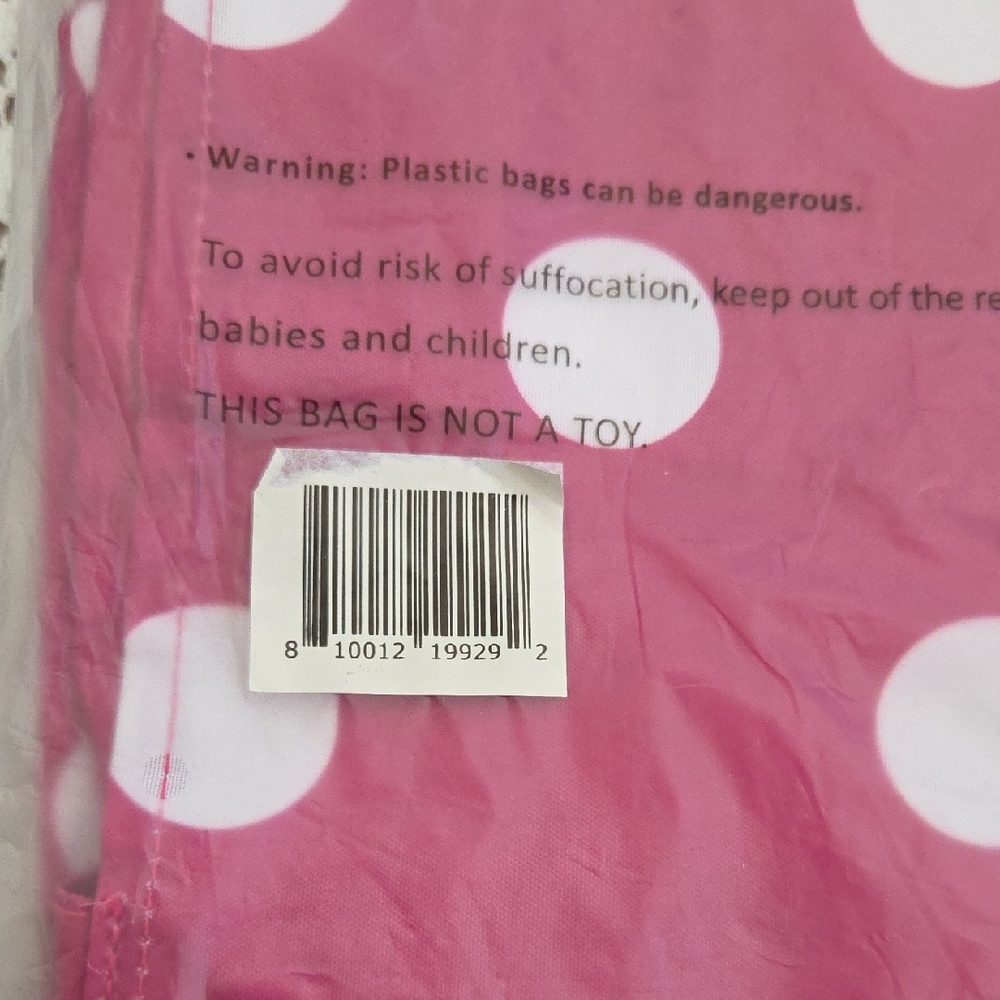 • Warning: Plastic bags can be dangerous.
To avoid risk of suffocation, keep out of the re
babies and children.
THIS BAG IS NOT A TOY.
8 10012 19929 2